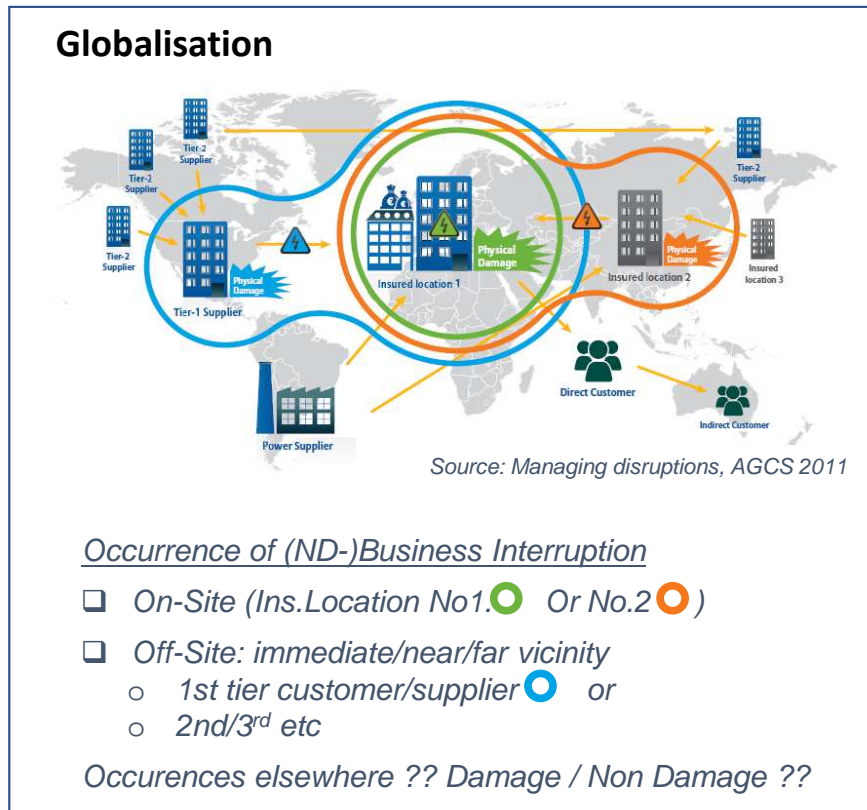 Globalisation
Tier-2
Supplier
Tier-2
Supplier
Tier-2
Supplier
Tier-2
Supplier
Physical
Damage
Tier-1 Supplier
Physical
Damage
Insured location 1
Physical
Damage
Insured location 2
Insured
location 3
Power Supplier
Direct Customer
Indirect Customer
Source: Managing disruptions, AGCS 2011
Occurrence of (ND-)Business Interruption
❑ On-Site (Ins.Location No1. Or No.2 )
❑ Off-Site: immediate/near/far vicinity
o 1st tier customer/supplier or
o 2nd/3rd etc
Occurences elsewhere ?? Damage / Non Damage ??